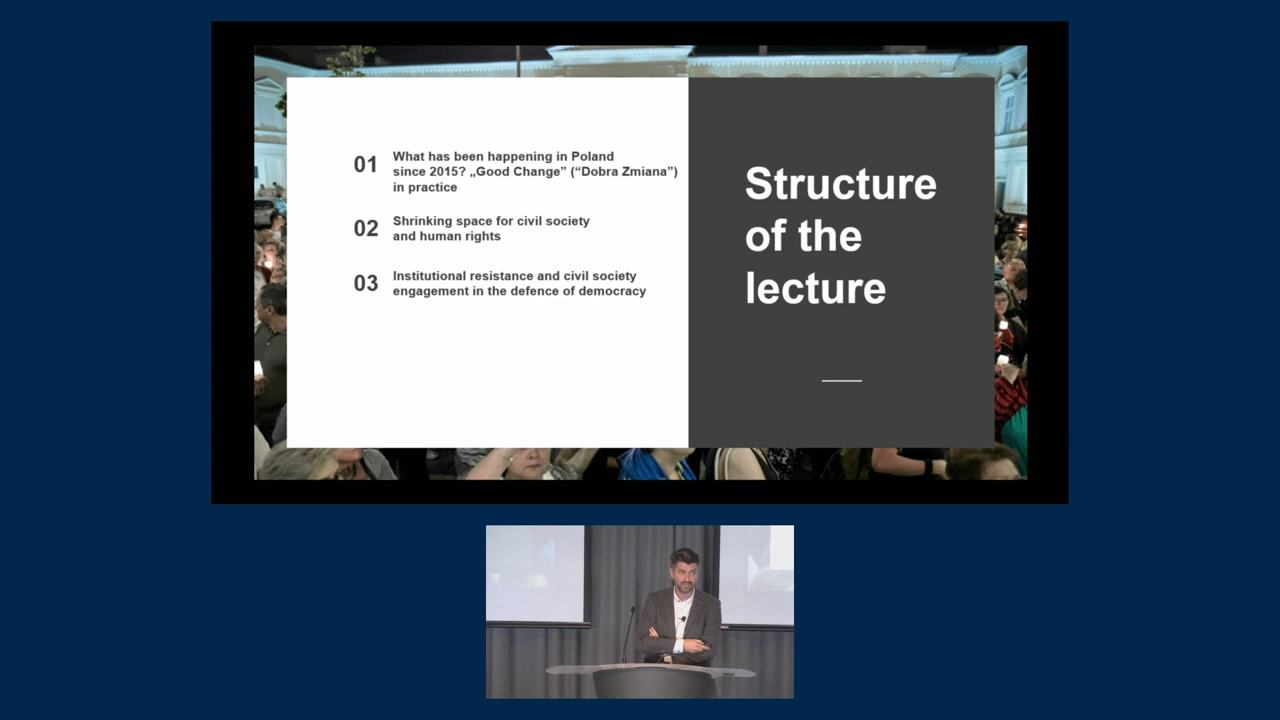 01
What has been happening in Poland
since 2015? „Good Change” (“Dobra Zmiana”)
in practice
02
Shrinking space for civil society
and human rights
03
Institutional resistance and civil society
engagement in the defence of democracy
Structure
of the
lecture